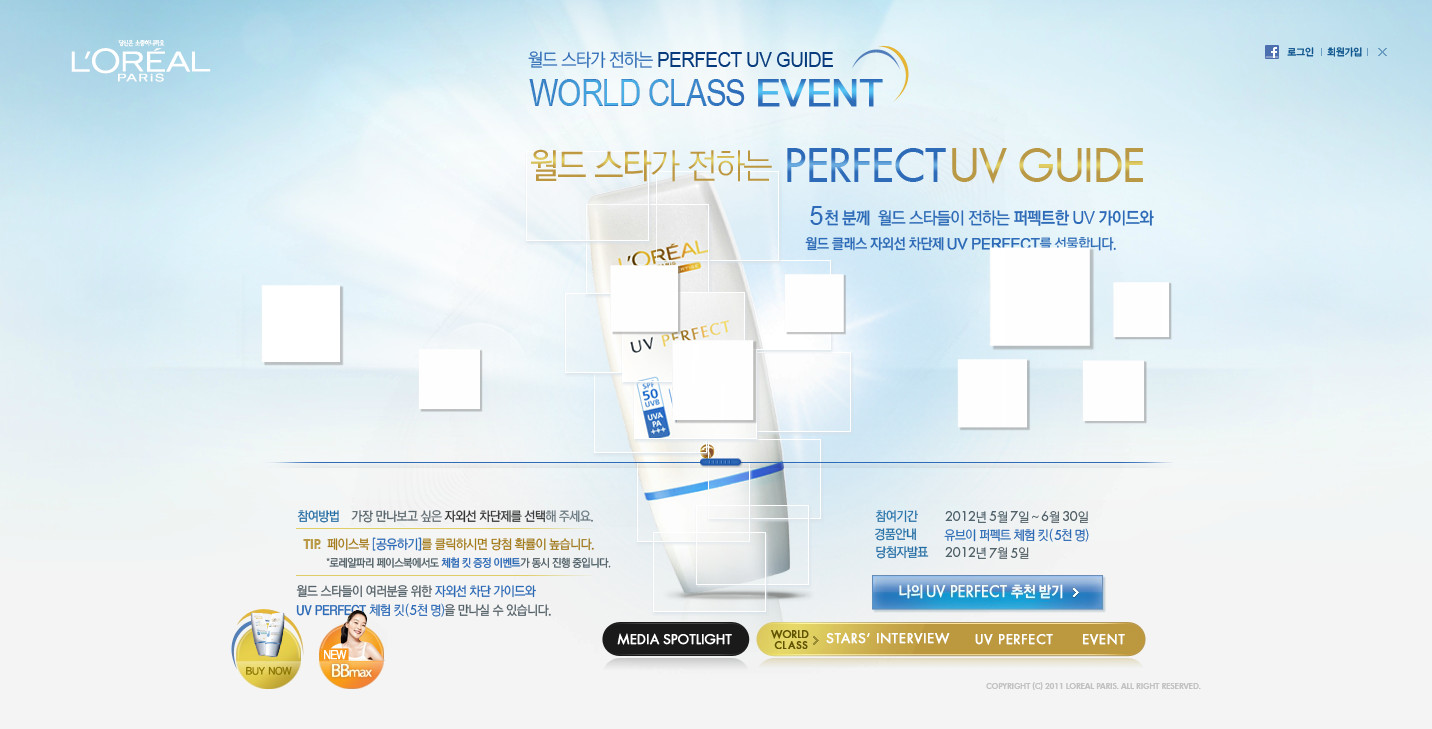 당신은 소중하니까요
L'ORÉAL
PARIS
로그인 | 회원가입 |
월드 스타가 전하는 PERFECT UV GUIDE
WORLD CLASS EVENT
월드 스타가 전하는 PERFECT UV GUIDE
5천 분께 월드 스타들이 전하는 퍼펙트한 UV 가이드와
월드 클래스 자외선 차단제 UV PERFECT를 선물합니다.
L'ORÉAL
UV PERFECT
SPF
50
UVB
UVA
PA
+++
참여방법 가장 만나보고 싶은 자외선 차단제를 선택해 주세요.
TIP. 페이스북 [공유하기]를 클릭하시면 당첨 확률이 높습니다.
*로레알파리 페이스북에서도 체험 킷 증정 이벤트가 동시 진행 중입니다.
월드 스타들이 여러분을 위한 자외선 차단 가이드와
UV PERFECT 체험 킷(5천 명)을 만나실 수 있습니다.
참여기간 2012년 5월 7일 ~ 6월 30일
경품안내 유브이 퍼펙트 체험 킷(5천 명)
당첨자발표 2012년 7월 5일
나의 UV PERFECT 추천 받기
BUY NOW
NEW
BBmax
MEDIA SPOTLIGHT
WORLD CLASS STARS' INTERVIEW UV PERFECT EVENT
COPYRIGHT (C) 2011 LOREAL PARIS. ALL RIGHT RESERVED.